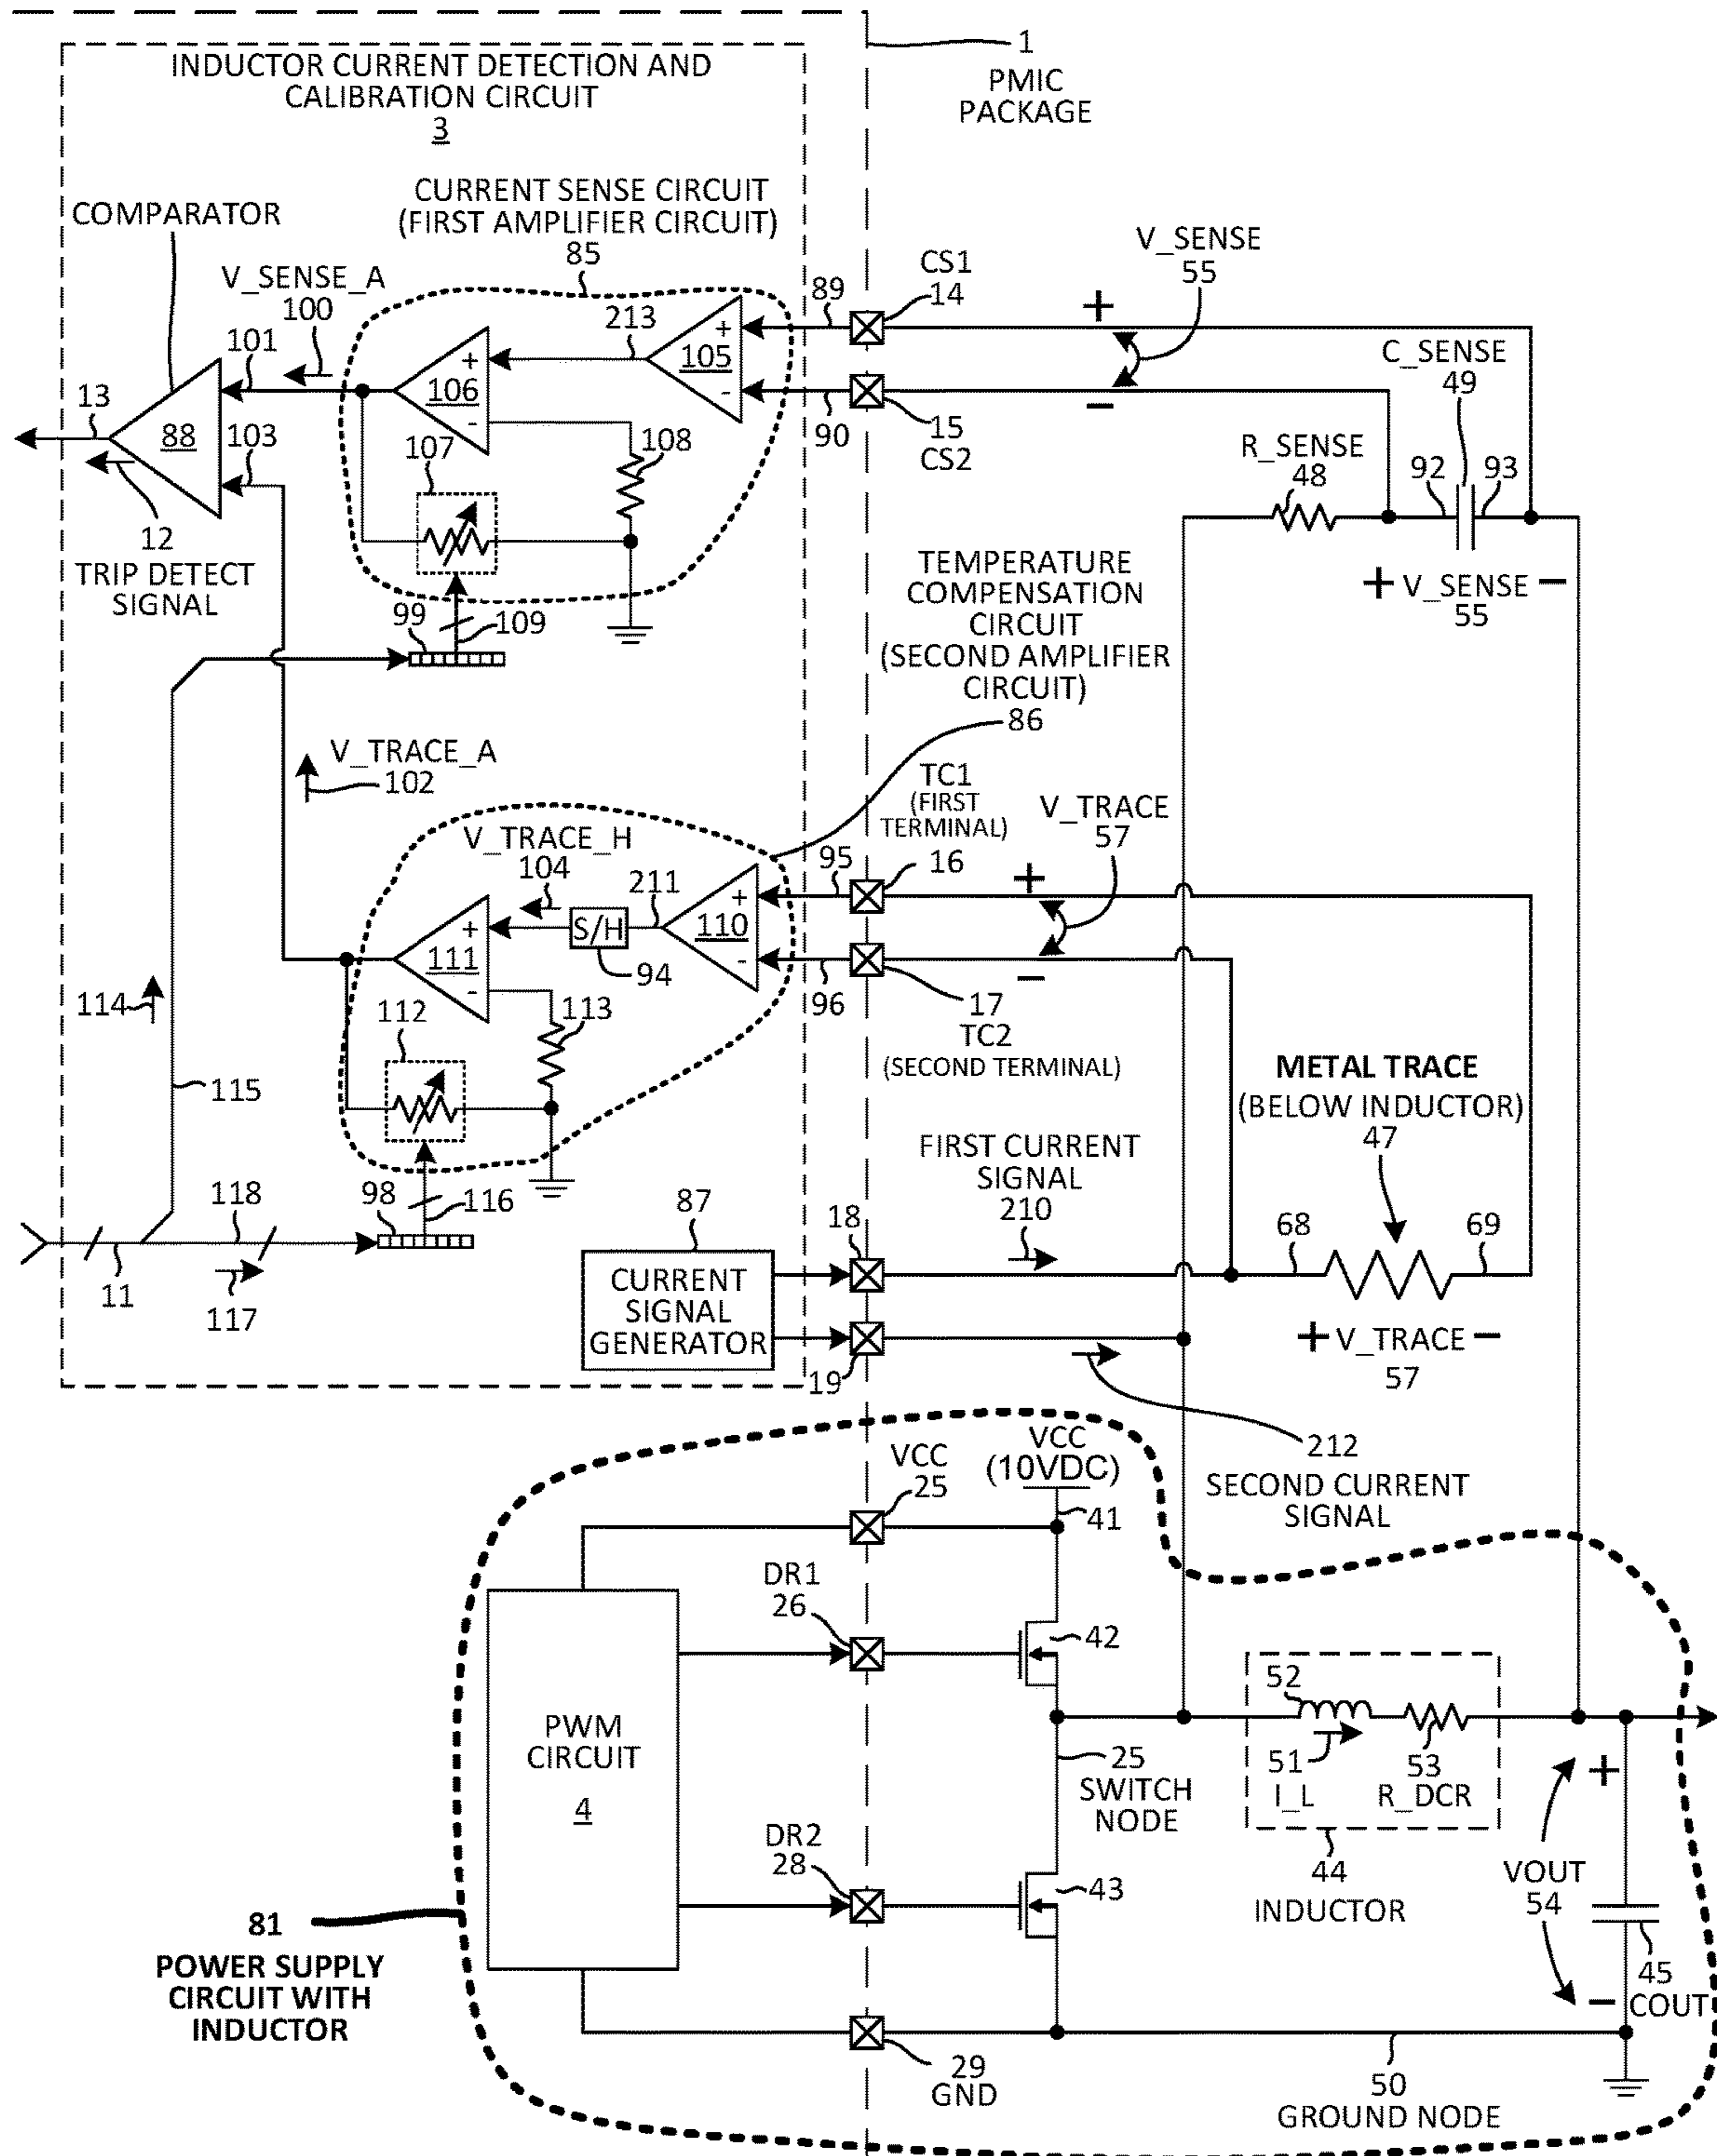 1
PMIC
PACKAGE
INDUCTOR CURRENT DETECTION AND
CALIBRATION CIRCUIT
3
CURRENT SENSE CIRCUIT
(FIRST AMPLIFIER CIRCUIT)
85
COMPARATOR
V_SENSE_A
100
101
213
89
CS1
14
V_SENSE
55
+
+
105
-
+
106
-
13
88
103
90
15
CS2
−
C_SENSE
49
107
108
R_SENSE
48
92
93
12
TRIP DETECT
SIGNAL
99
109
+ V_SENSE −
55
TEMPERATURE
COMPENSATION
CIRCUIT
(SECOND AMPLIFIER
CIRCUIT)
86
V_TRACE_A
102
TC1
(FIRST
TERMINAL)
16
V_TRACE
57
V_TRACE_H
104
211
95
+
+
110
-
S/H
94
+
111
-
96
−
17
TC2
(SECOND TERMINAL)
114
112
113
115
METAL TRACE
(BELOW INDUCTOR)
47
FIRST CURRENT
SIGNAL
210
118
98
116
87
18
68
69
11
117
CURRENT
SIGNAL
GENERATOR
19
+ V_TRACE −
57
212
SECOND CURRENT
SIGNAL
VCC
25
VCC
(10VDC)
41
DR1
26
42
PWM
CIRCUIT
4
52
51
I_L
53
R_DCR
25
SWITCH
NODE
44
INDUCTOR
+
VOUT
54
−
DR2
28
43
45
COUT
81
POWER SUPPLY
CIRCUIT WITH
INDUCTOR
29
GND
50
GROUND NODE